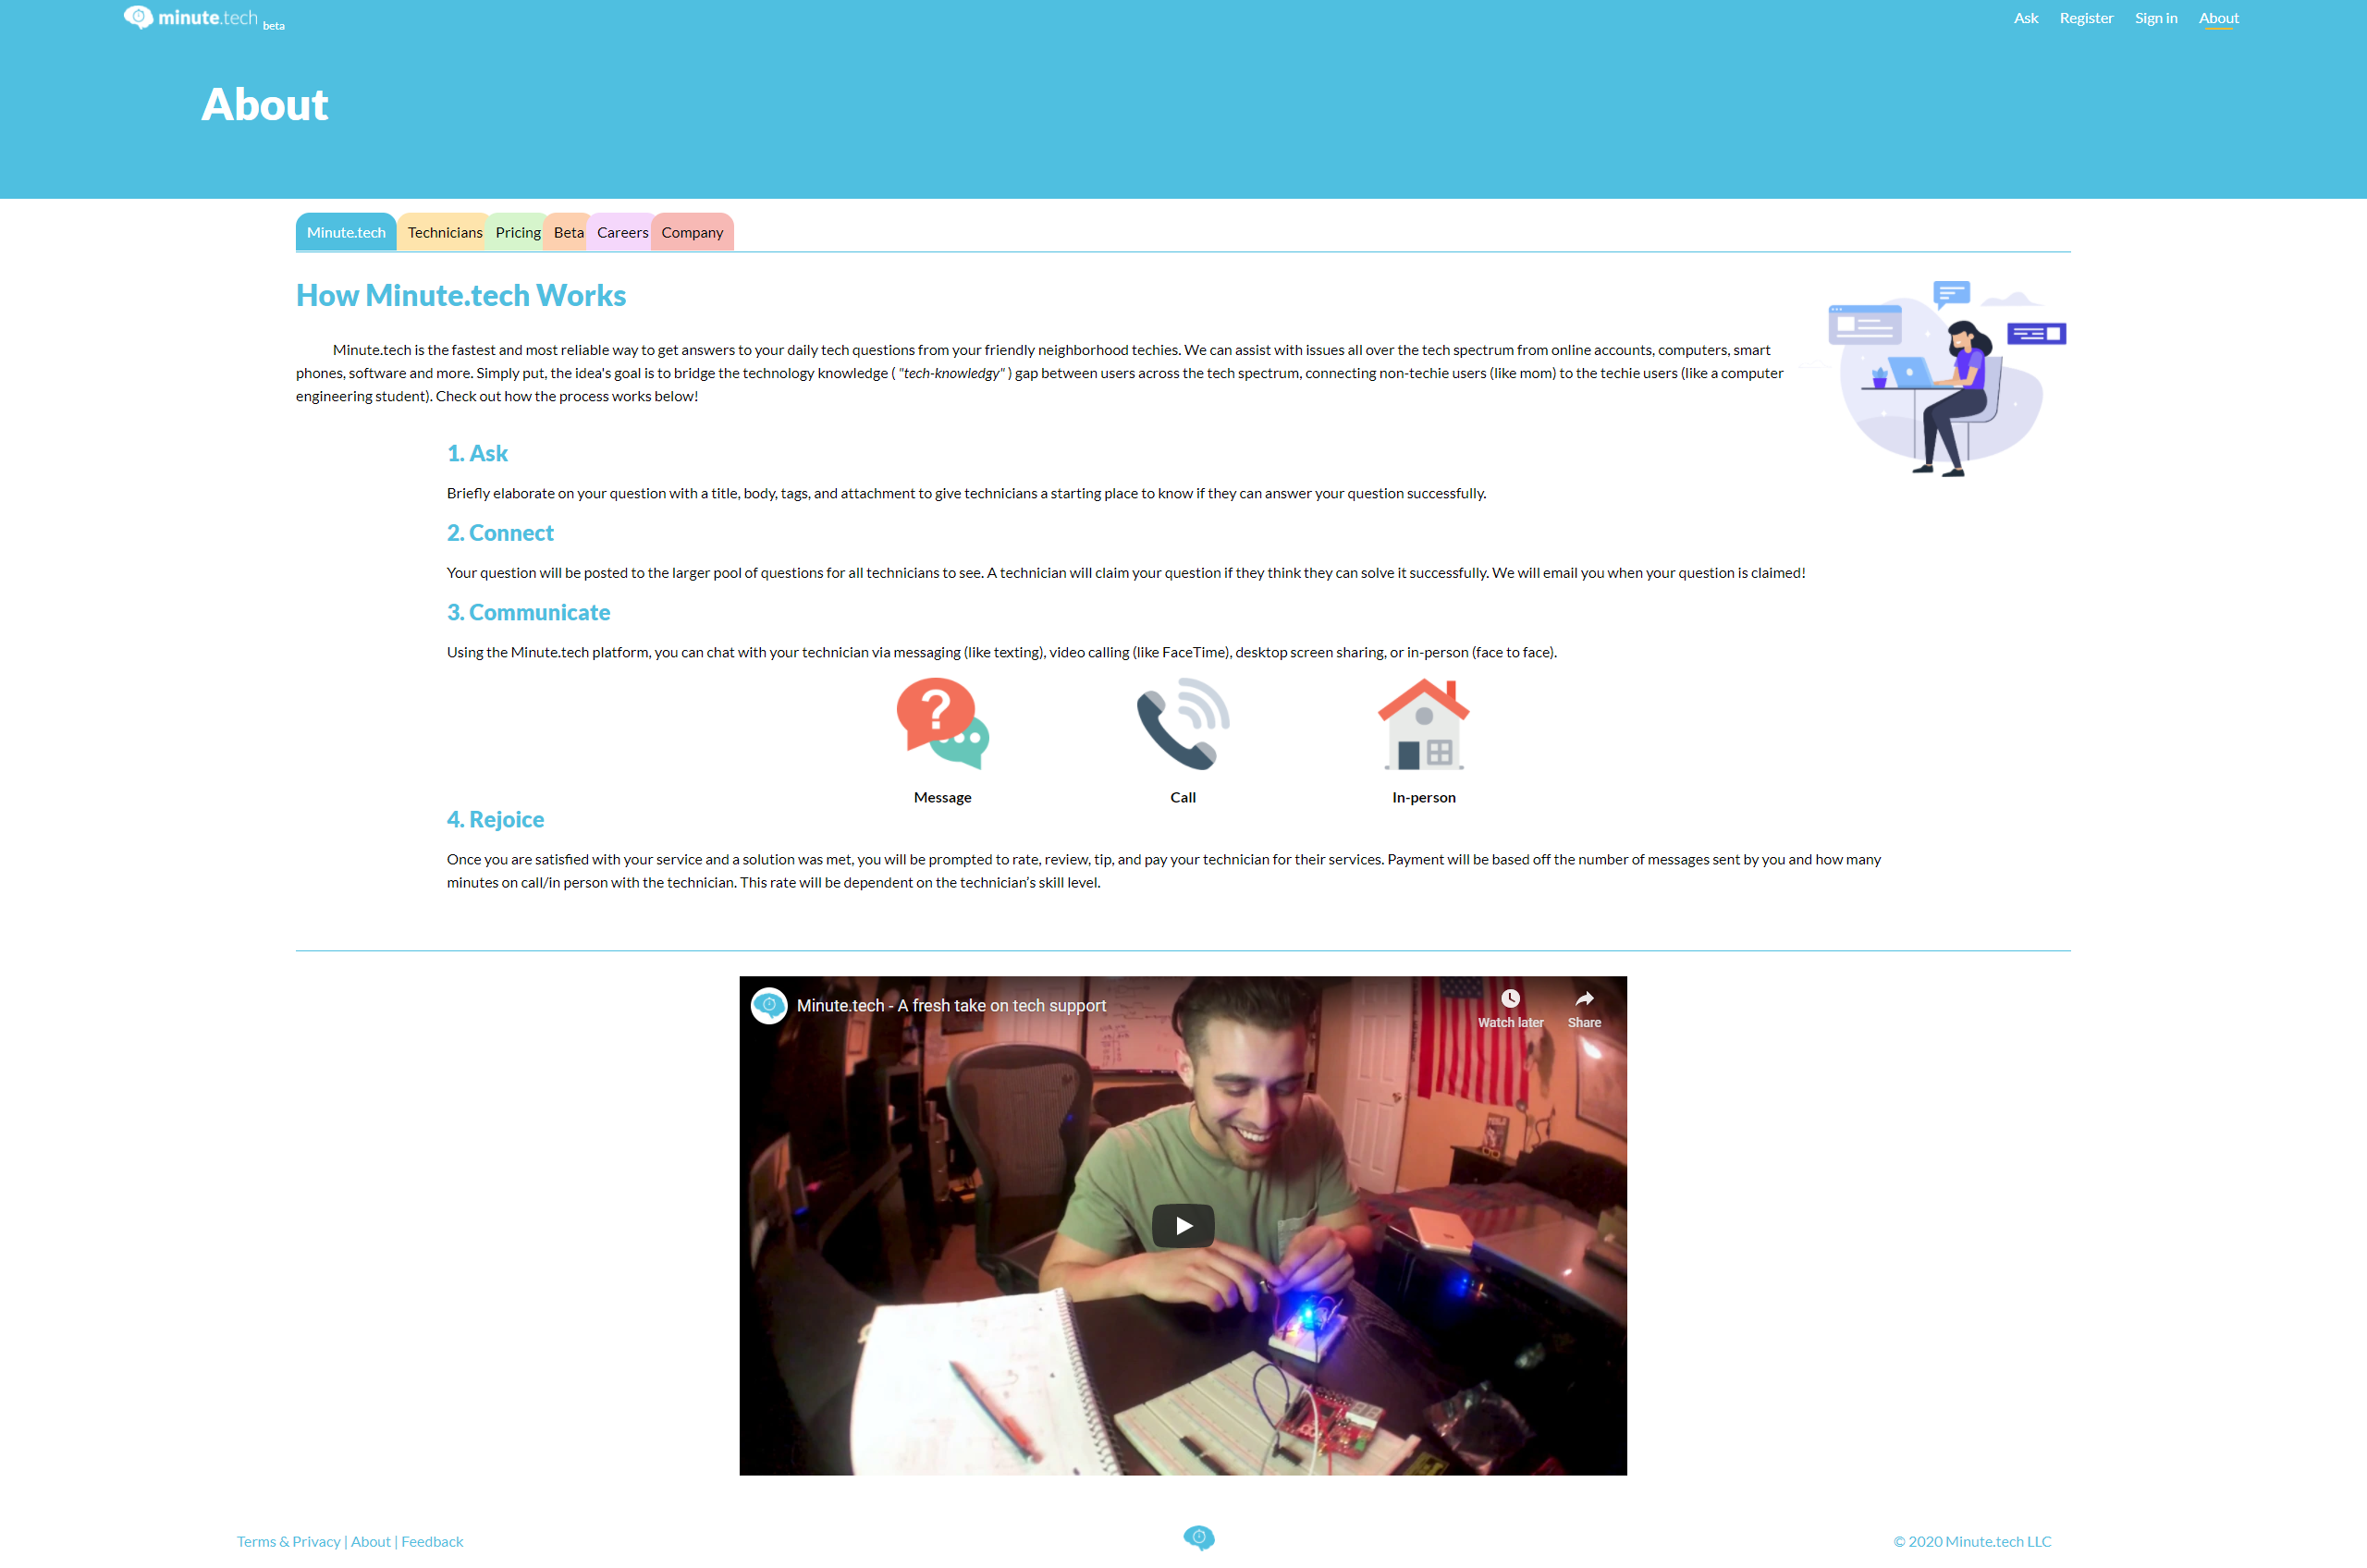 minute.tech beta
Ask Register Sign in About
About
Minute.tech Technicians Pricing Beta Careers Company
How Minute.tech Works
Minute.tech is the fastest and most reliable way to get answers to your daily tech questions from your friendly neighborhood techies. We can assist with issues all over the tech spectrum from online accounts, computers, smart
phones, software and more. Simply put, the idea's goal is to bridge the technology knowledge ( "tech-knowledgy" ) gap between users across the tech spectrum, connecting non-techie users (like mom) to the techie users (like a computer
engineering student). Check out how the process works below!
1. Ask
Briefly elaborate on your question with a title, body, tags, and attachment to give technicians a starting place to know if they can answer your question successfully.
2. Connect
Your question will be posted to the larger pool of questions for all technicians to see. A technician will claim your question if they think they can solve it successfully. We will email you when your question is claimed!
3. Communicate
Using the Minute.tech platform, you can chat with your technician via messaging (like texting), video calling (like FaceTime), desktop screen sharing, or in-person (face to face).
?
Message Call In-person
4. Rejoice
Once you are satisfied with your service and a solution was met, you will be prompted to rate, review, tip, and pay your technician for their services. Payment will be based off the number of messages sent by you and how many
minutes on call/in person with the technician. This rate will be dependent on the technician's skill level.
Minute.tech - A fresh take on tech support
Watch later Share
Terms & Privacy | About | Feedback
© 2020 Minute.tech LLC